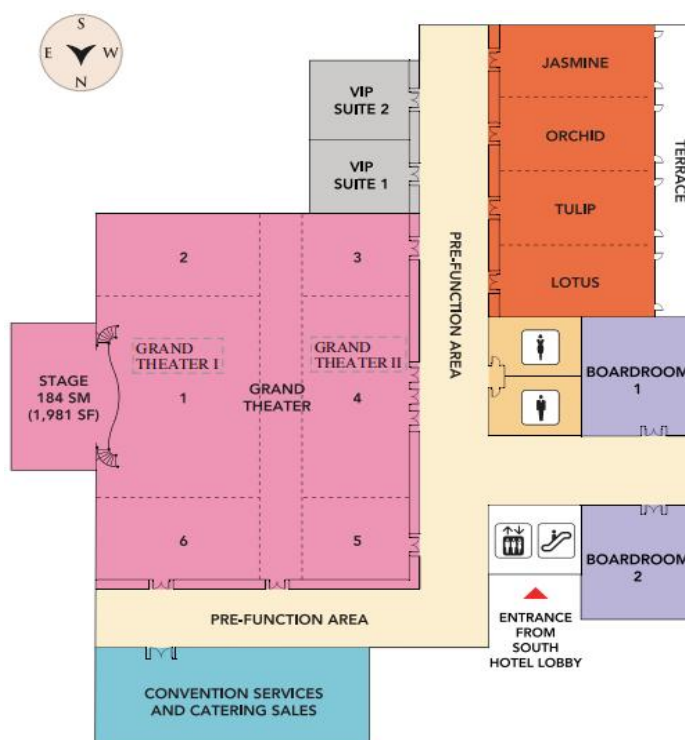 S
E
W
N
VIP
SUITE 2
VIP
SUITE 1
JASMINE
ORCHID
TULIP
LOTUS
TERRACE
PRE-FUNCTION AREA
2
3
GRAND
THEATER I
GRAND
THEATER II
GRAND
THEATER
1
4
6
5
STAGE
184 SM
(1,981 SF)
BOARDROOM
1
BOARDROOM
2
ENTRANCE
FROM
SOUTH
HOTEL LOBBY
PRE-FUNCTION AREA
CONVENTION SERVICES
AND CATERING SALES